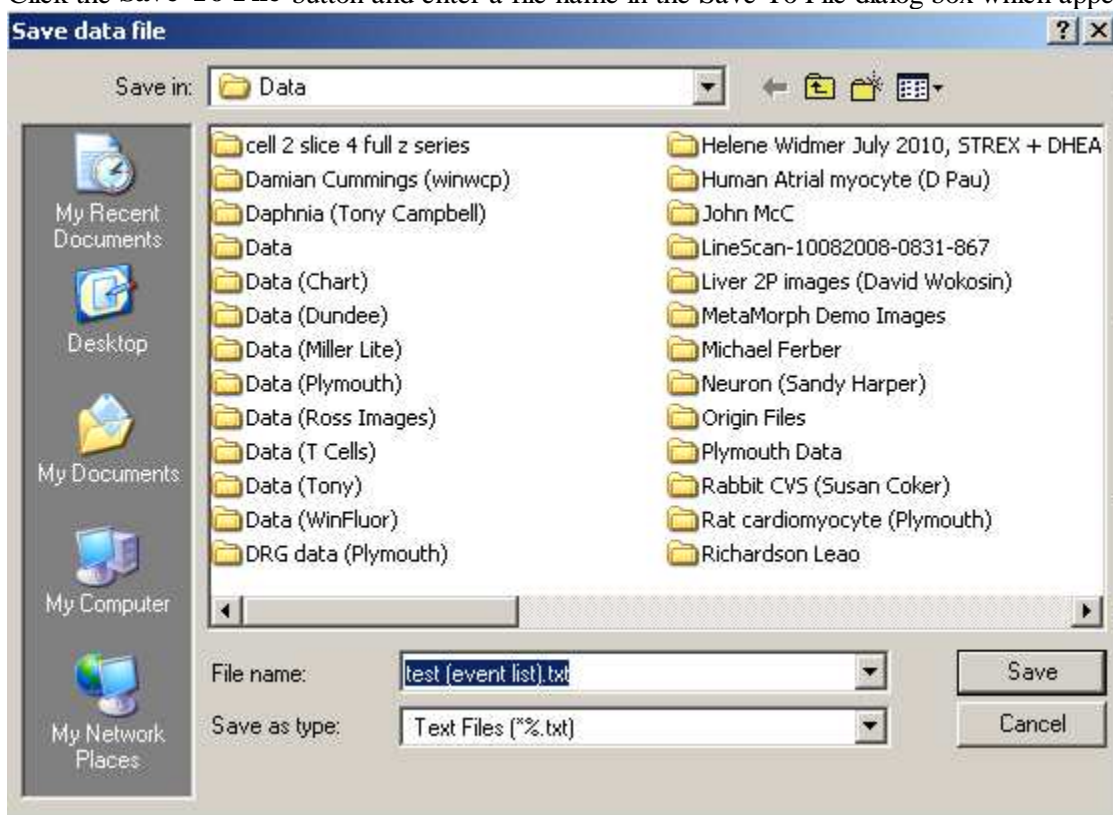 Click the Save To File button and enter a file name in the Save To File dialog box which appe
Save data file
Save in: Data
My Recent Documents
Desktop
My Documents
My Computer
My Network Places
cell 2 slice 4 full z series
Damian Cummings (winwcp)
Daphnia (Tony Campbell)
Data
Data (Chart)
Data (Dundee)
Data (Miller Lite)
Data (Plymouth)
Data (Ross Images)
Data (T Cells)
Data (Tony)
Data (WinFluor)
DRG data (Plymouth)
Helene Widmer July 2010, STREX + DHEA
Human Atrial myocyte (D Pau)
John McC
LineScan-10082008-0831-867
Liver 2P images (David Wokosin)
MetaMorph Demo Images
Michael Ferber
Neuron (Sandy Harper)
Origin Files
Plymouth Data
Rabbit CVS (Susan Coker)
Rat cardiomyocyte (Plymouth)
Richardson Leao
File name: test (event list).txt
Save
Save as type: Text Files (*%.txt)
Cancel